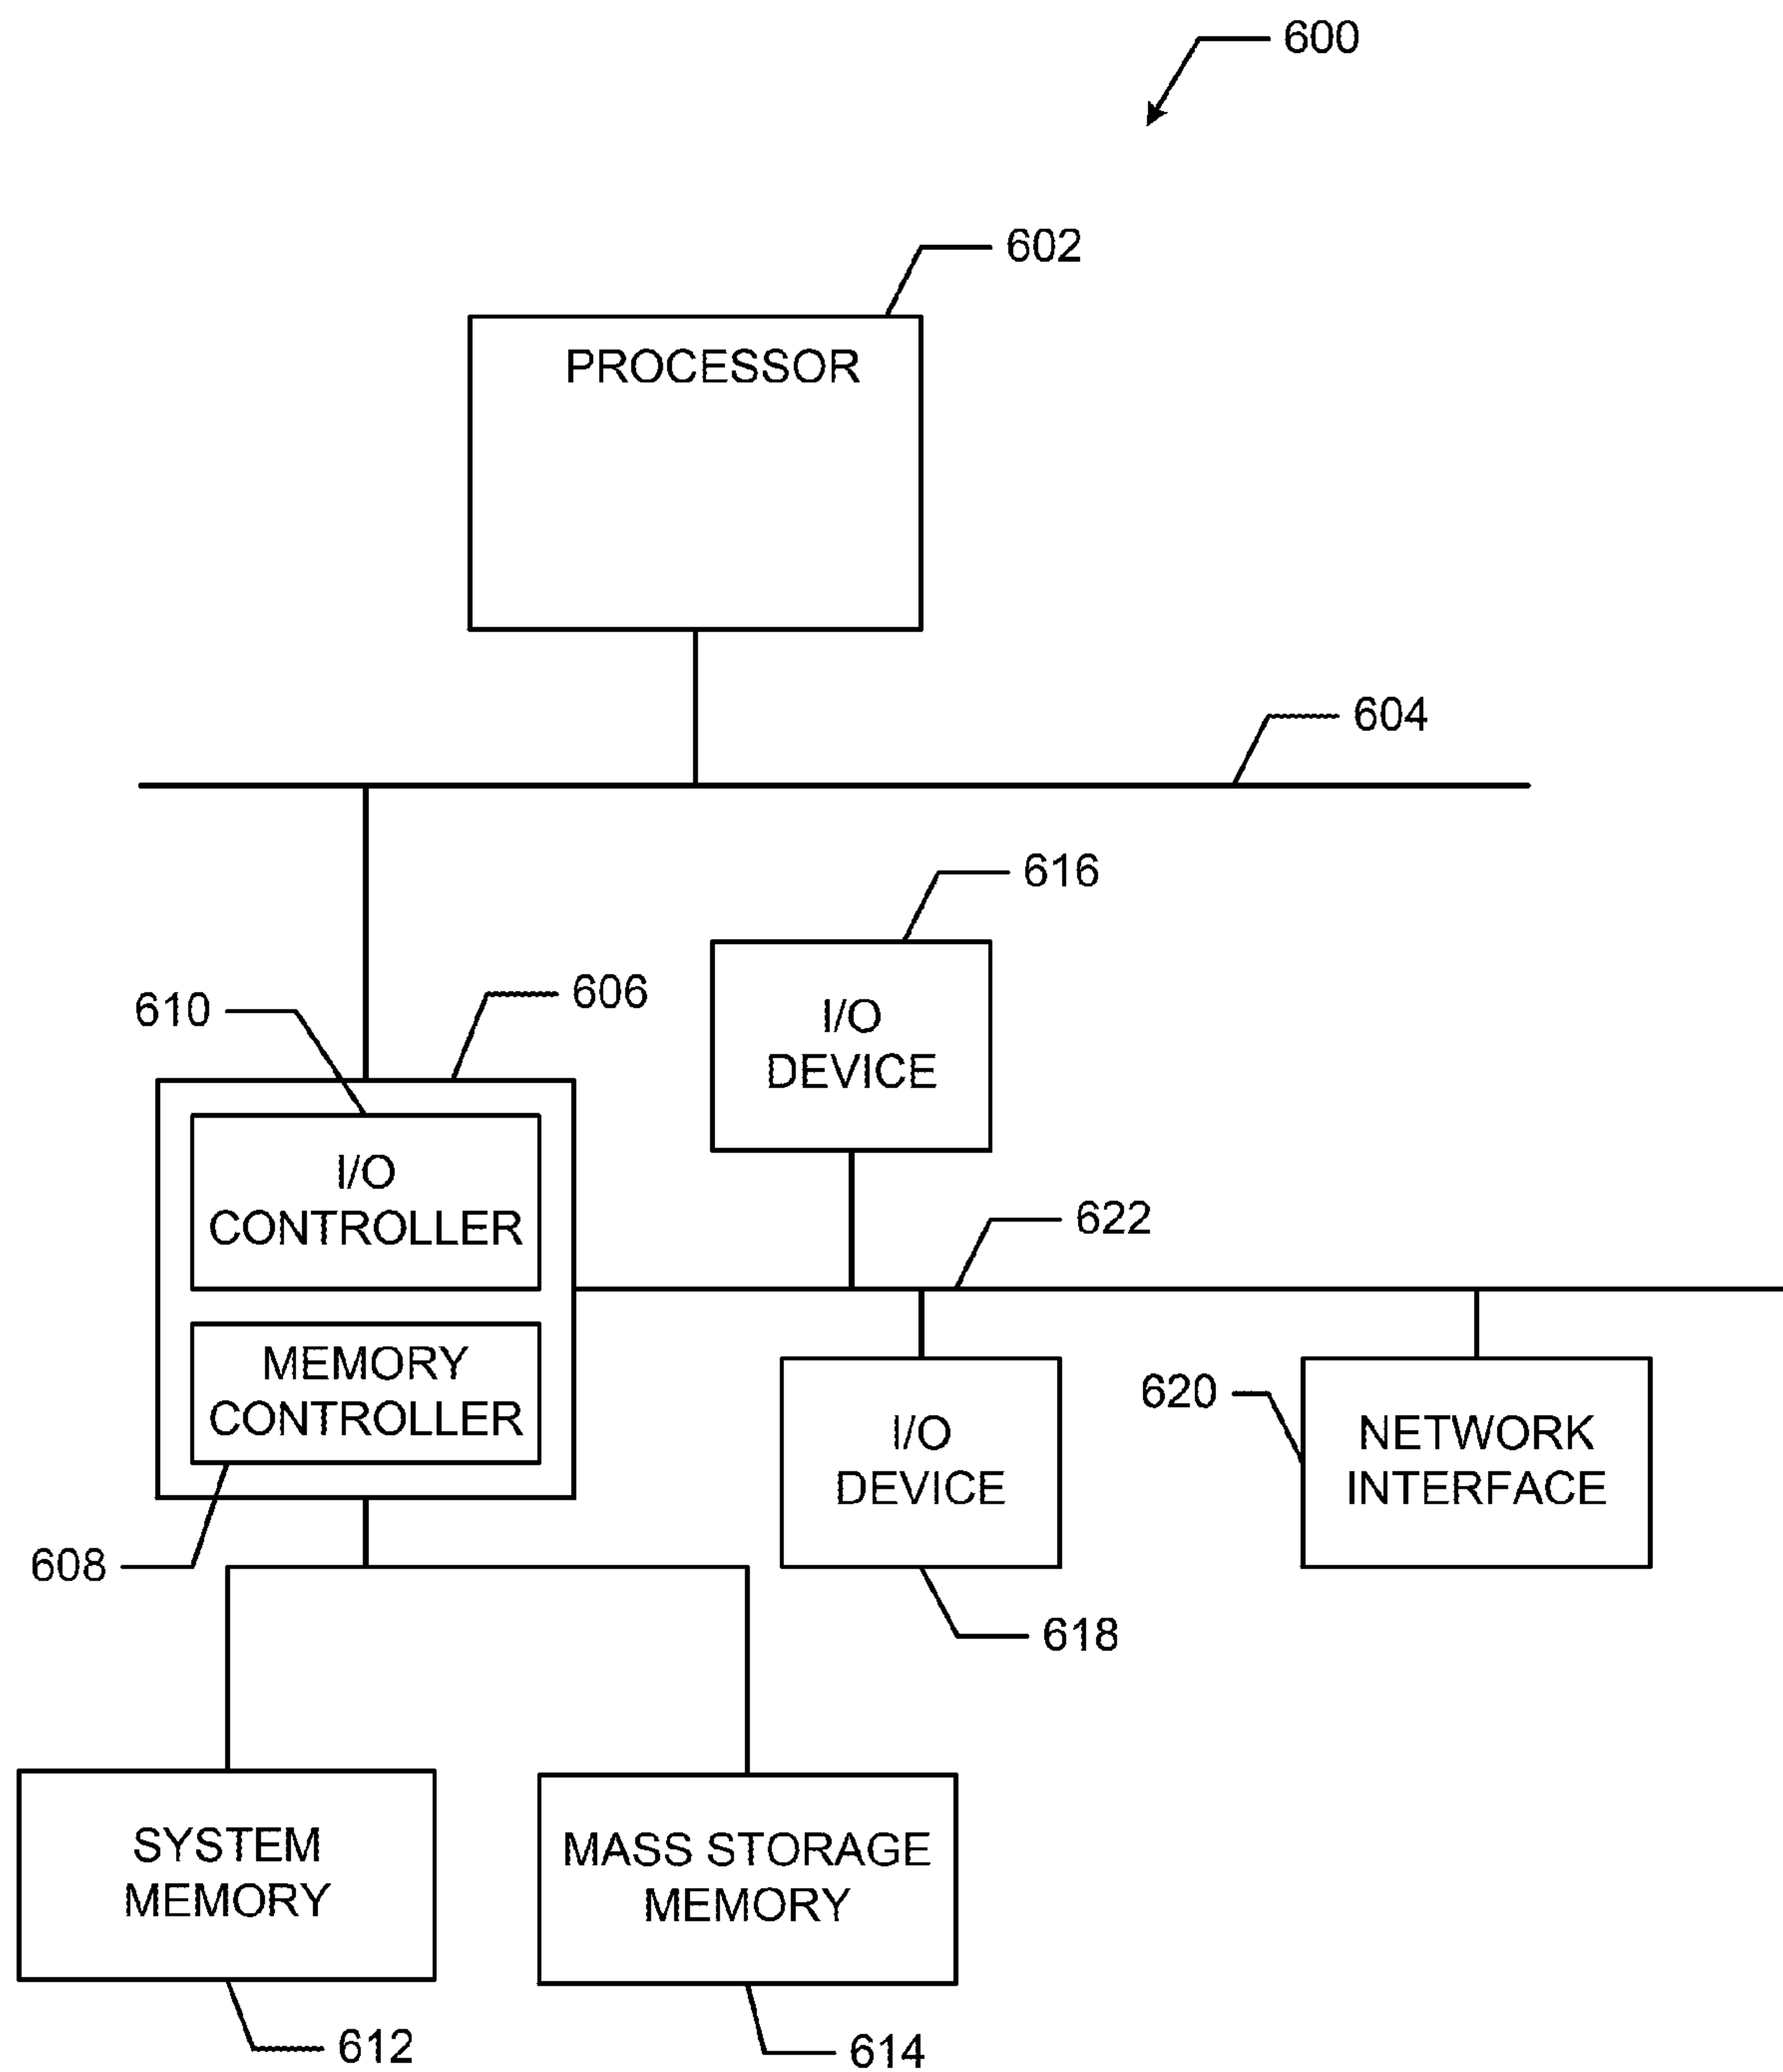 600
602
PROCESSOR
604
616
606
610
I/O
DEVICE
I/O
CONTROLLER
622
MEMORY
CONTROLLER
620
I/O
DEVICE
NETWORK
INTERFACE
608
618
SYSTEM
MEMORY
MASS STORAGE
MEMORY
612
614